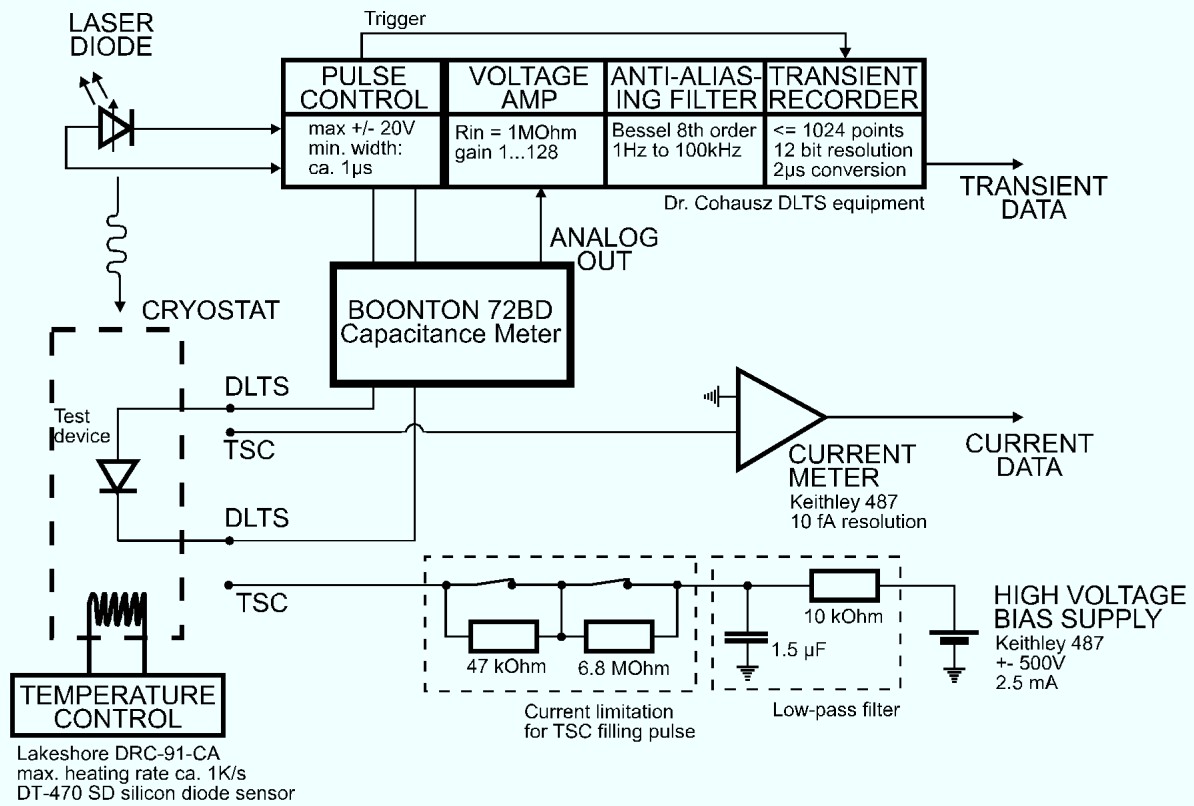 LASER
DIODE
Trigger
PULSE
CONTROL
max +/- 20V
min. width:
ca. 1µs
VOLTAGE
AMP
Rin = 1MOhm
gain 1...128
ANTI-ALIAS-
ING FILTER
Bessel 8th order
1Hz to 100kHz
TRANSIENT
RECORDER
<= 1024 points
12 bit resolution
2µs conversion
TRANSIENT
DATA
Dr. Cohausz DLTS equipment
ANALOG
OUT
BOONTON 72BD
Capacitance Meter
CRYOSTAT
Test
device
DLTS
TSC
DLTS
TSC
CURRENT
METER
Keithley 487
10 fA resolution
CURRENT
DATA
47 kOhm
6.8 MOhm
Current limitation
for TSC filling pulse
10 kOhm
1.5 µF
Low-pass filter
HIGH VOLTAGE
BIAS SUPPLY
Keithley 487
+- 500V
2.5 mA
TEMPERATURE
CONTROL
Lakeshore DRC-91-CA
max. heating rate ca. 1K/s
DT-470 SD silicon diode sensor